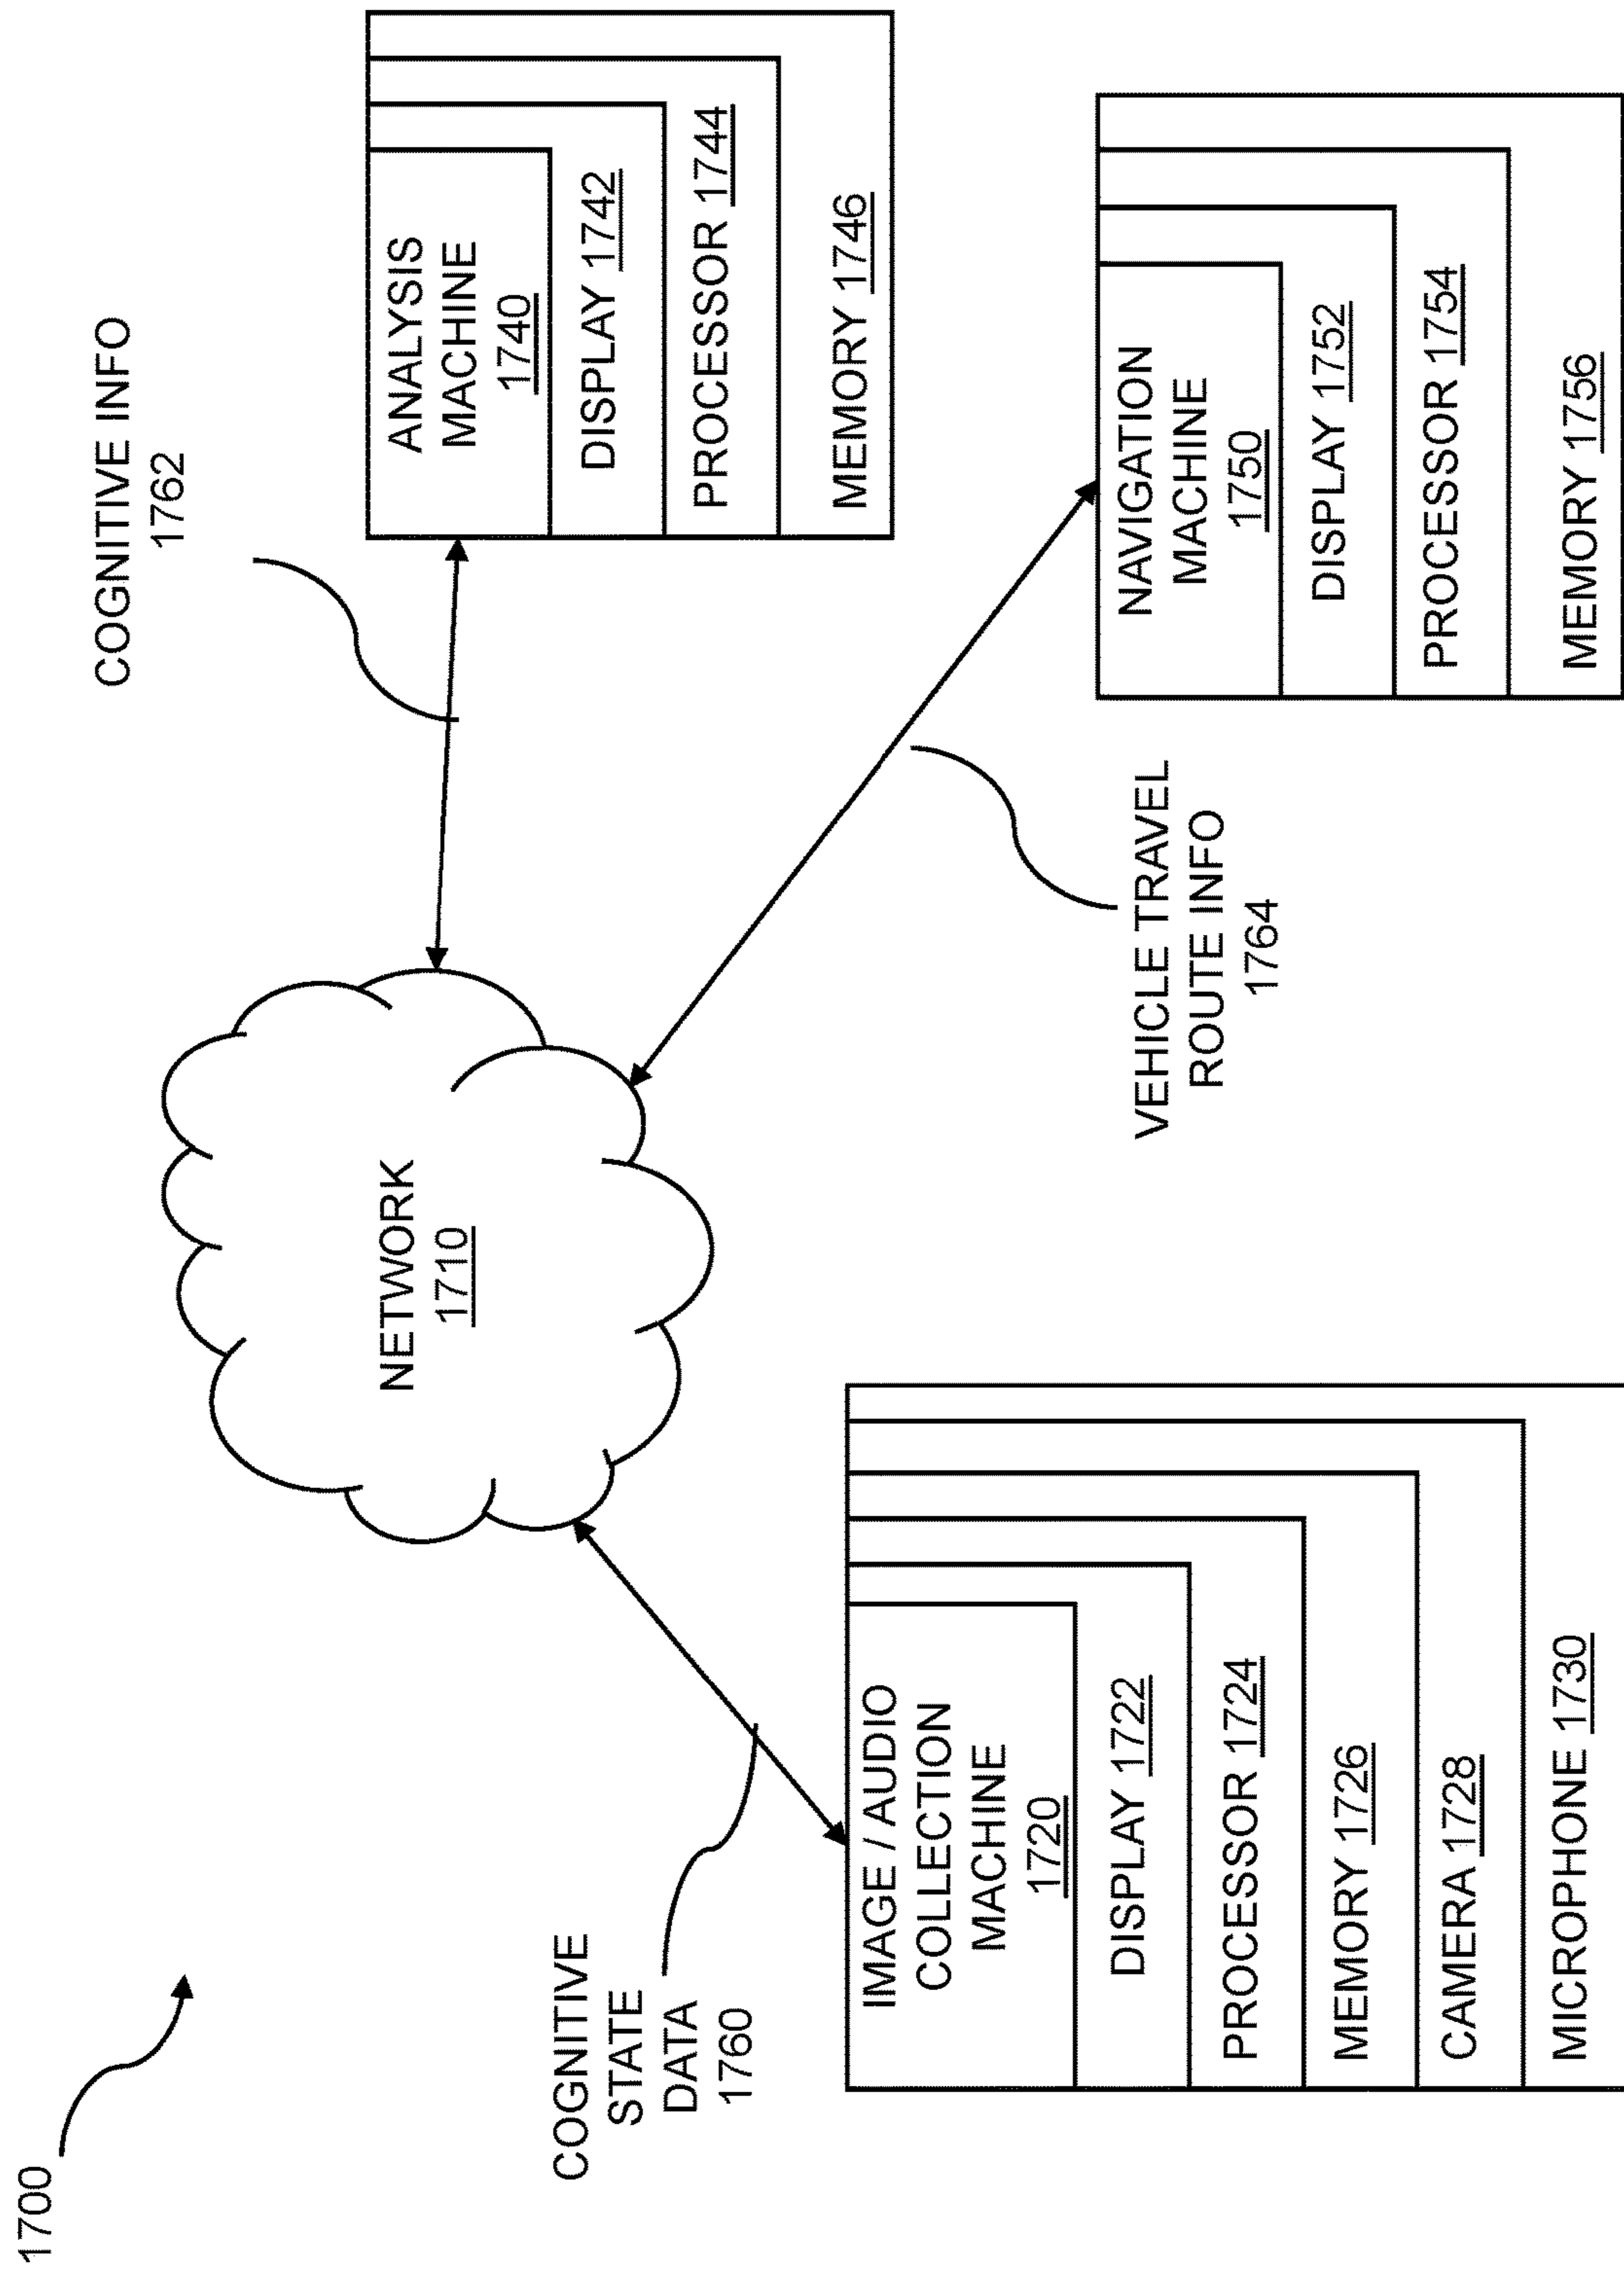 1700
COGNITIVE INFO
1762
NETWORK
1710
ANALYSIS
MACHINE
1740
DISPLAY 1742
PROCESSOR 1744
MEMORY 1746
COGNITIVE
STATE
DATA
1760
VEHICLE TRAVEL
ROUTE INFO
1764
IMAGE / AUDIO
COLLECTION
MACHINE
1720
DISPLAY 1722
PROCESSOR 1724
MEMORY 1726
CAMERA 1728
MICROPHONE 1730
NAVIGATION
MACHINE
1750
DISPLAY 1752
PROCESSOR 1754
MEMORY 1756